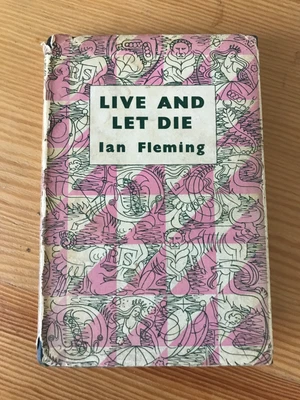 LIVE AND
LET DIE
Ian Fleming